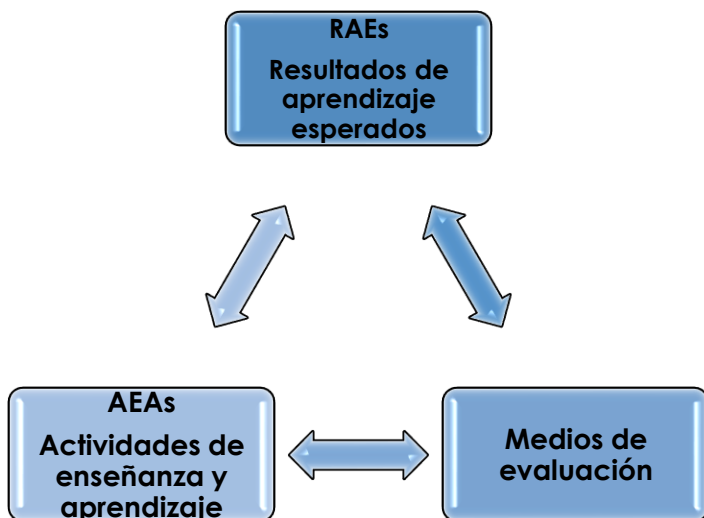 RAEs
Resultados de
aprendizaje
esperados
AEAs
Actividades de
enseñanza y
aprendizaje
Medios de
evaluación